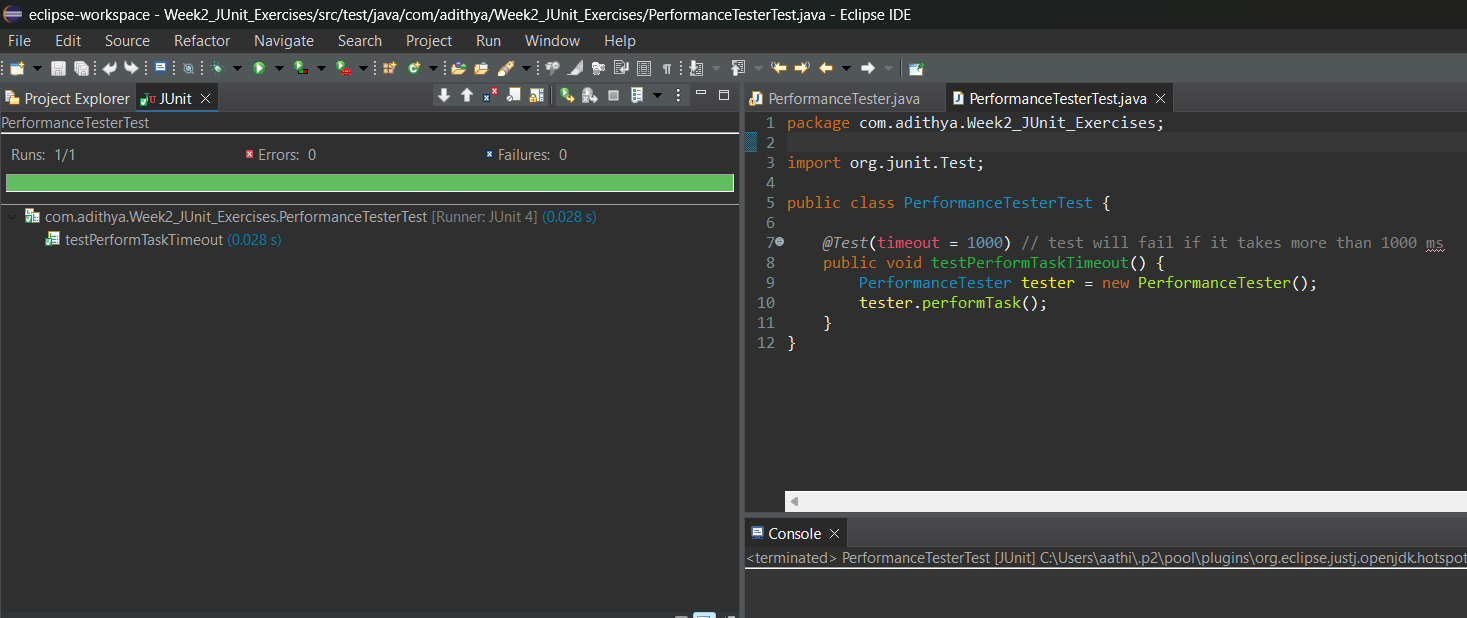 eclipse-workspace - Week2_JUnit_Exercises/src/test/java/com/adithya/Week2_JUnit_Exercises/PerformanceTesterTest.java - Eclipse IDE
File Edit Source Refactor Navigate Search Project Run Window Help
Project Explorer JUnit
PerformanceTesterTest
Runs: 1/1 Errors: 0 Failures: 0
com.adithya.Week2_JUnit_Exercises.PerformanceTesterTest [Runner: JUnit 4] (0.028 s)
testPerformTaskTimeout (0.028 s)
PerformanceTester.java PerformanceTesterTest.java
1 package com.adithya.Week2_JUnit_Exercises;
2
3 import org.junit.Test;
4
5 public class PerformanceTesterTest {
6
7 @Test(timeout = 1000) // test will fail if it takes more than 1000 ms
8 public void testPerformTaskTimeout() {
9 PerformanceTester tester = new PerformanceTester();
10 tester.performTask();
11 }
12 }
Console
<terminated> PerformanceTesterTest [JUnit] C:\Users\aathi\.p2\pool\plugins\org.eclipse.justj.openjdk.hotspot